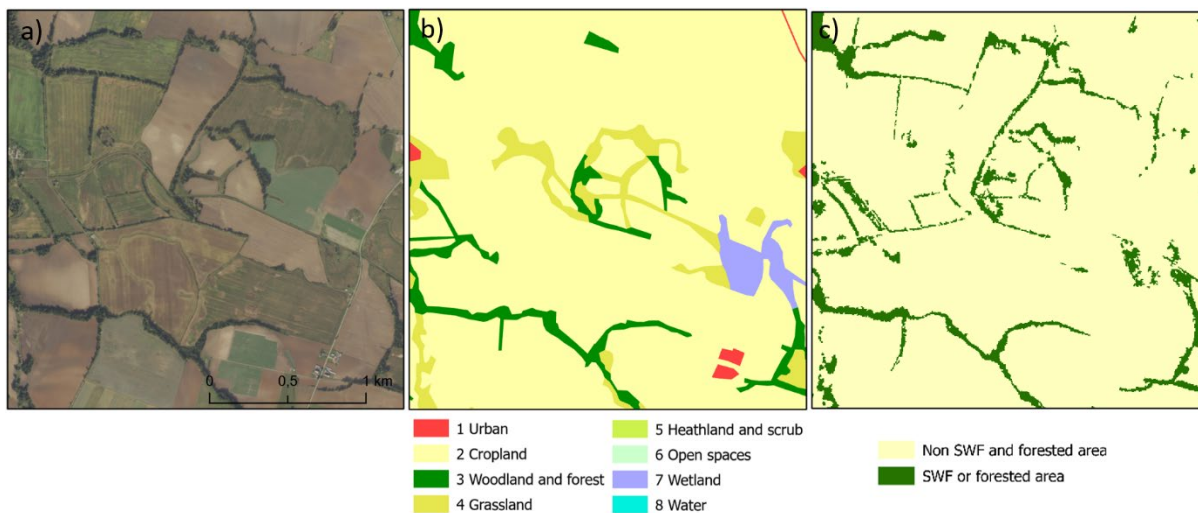 a)
b)
c)
0 0,5 1 km
1 Urban
2 Cropland
3 Woodland and forest
4 Grassland
5 Heathland and scrub
6 Open spaces
7 Wetland
8 Water
Non SWF and forested area
SWF or forested area